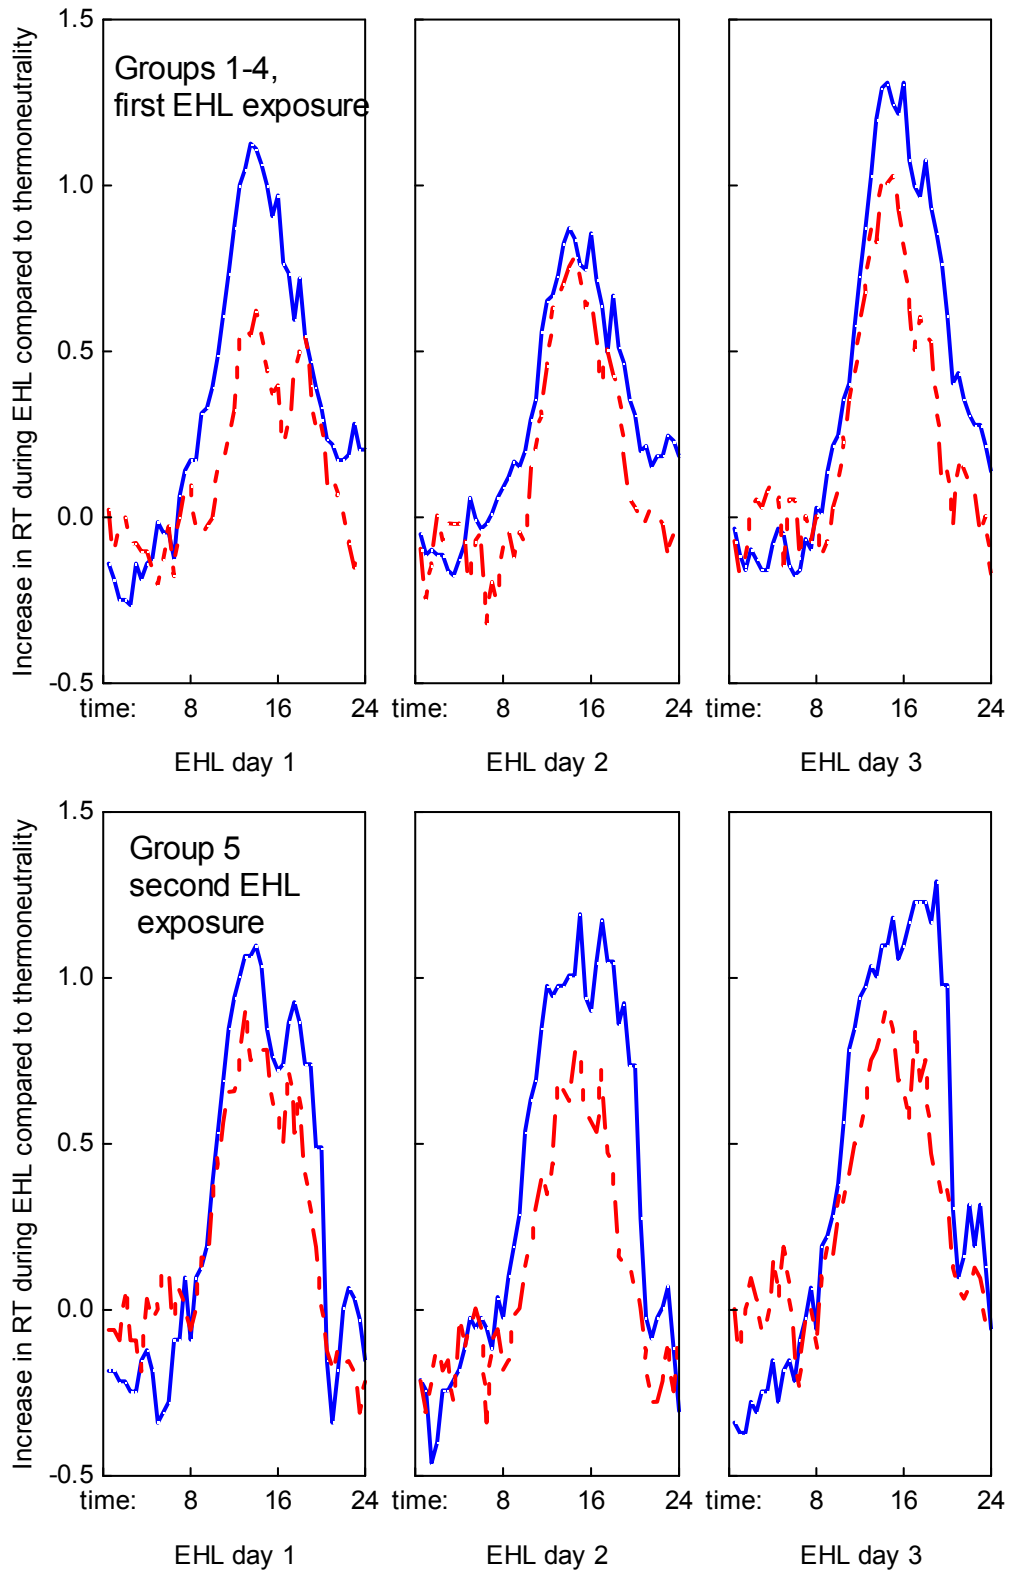 Increase in RT during EHL compared to thermoneutrality
1.5
1.0
0.5
0.0
-0.5
Groups 1-4,
first EHL exposure
time: 8 16 24 time: 8 16 24 time: 8 16 24
EHL day 1 EHL day 2 EHL day 3
Increase in RT during EHL compared to thermoneutrality
1.5
1.0
0.5
0.0
-0.5
Group 5
second EHL
exposure
time: 8 16 24 time: 8 16 24 time: 8 16 24
EHL day 1 EHL day 2 EHL day 3